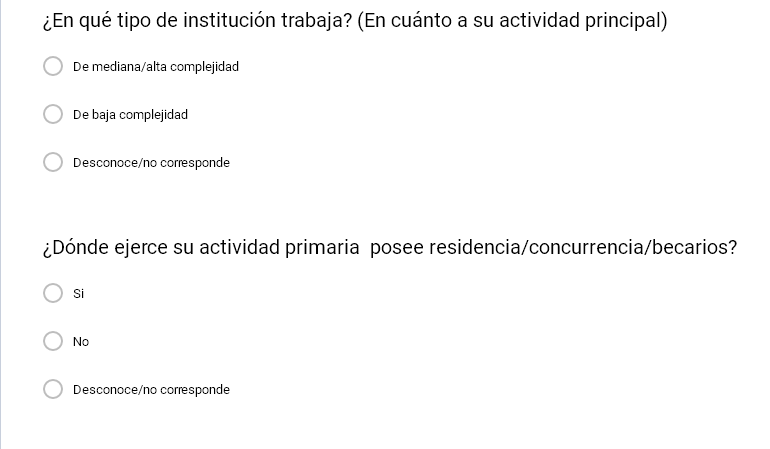 ¿En qué tipo de institución trabaja? (En cuánto a su actividad principal)
De mediana/alta complejidad
De baja complejidad
Desconoce/no corresponde
¿Dónde ejerce su actividad primaria  posee residencia/concurrencia/becarios?
Si
No
Desconoce/no corresponde